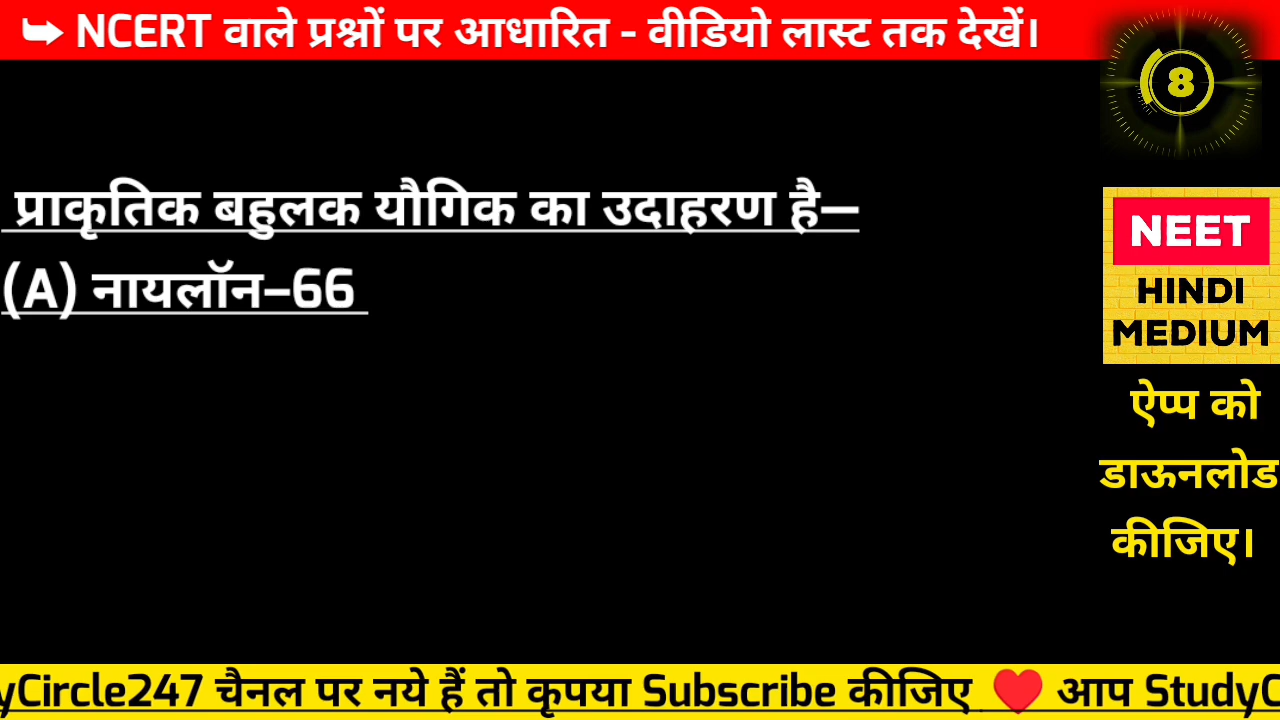 ⮩ NCERT वाले प्रश्नों पर आधारित - वीडियो लास्ट तक देखें।
8
प्राकृतिक बहुलक यौगिक का उदाहरण है—
(A) नायलॉन–66
NEET
HINDI
MEDIUM
ऐप्प को
डाऊनलोड
कीजिए।
yCircle247 चैनल पर नये हैं तो कृपया Subscribe कीजिए ❤️ आप StudyC